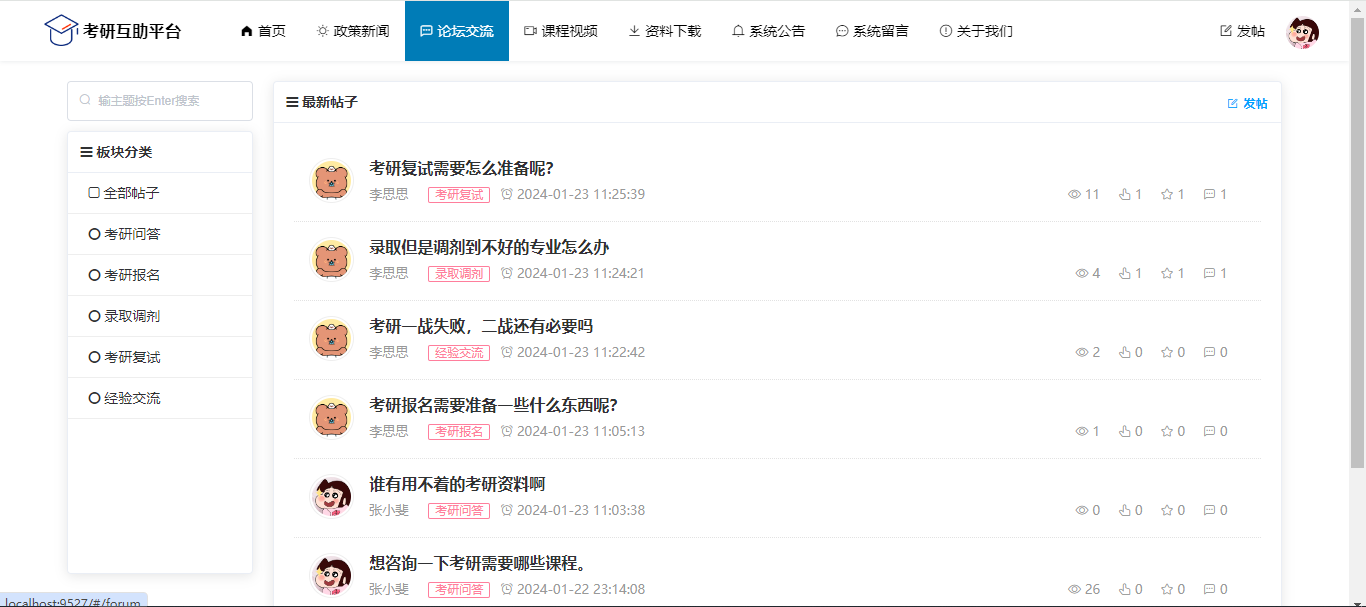 考研互助平台 首页 政策新闻 论坛交流 课程视频 资料下载 系统公告 系统留言 关于我们 发帖
输主题按Enter搜索
板块分类
全部帖子
考研问答
考研报名
录取调剂
考研复试
经验交流
最新帖子 发帖
考研复试需要怎么准备呢?
李思思 考研复试 2024-01-23 11:25:39 11 1 1 1
录取但是调剂到不好的专业怎么办
李思思 录取调剂 2024-01-23 11:24:21 4 1 1 1
考研一战失败，二战还有必要吗
李思思 经验交流 2024-01-23 11:22:42 2 0 0 0
考研报名需要准备一些什么东西呢?
李思思 考研报名 2024-01-23 11:05:13 1 0 0 0
谁有用不着的考研资料啊
张小斐 考研问答 2024-01-23 11:03:38 0 0 0 0
想咨询一下考研需要哪些课程。
张小斐 考研问答 2024-01-22 23:14:08 26 0 0 0
localhost:9527/#/forum